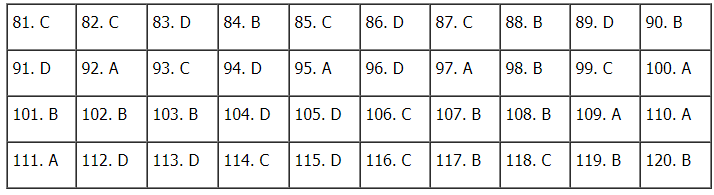 81. C 82. C 83. D 84. B 85. C 86. D 87. C 88. B 89. D 90. B
91. D 92. A 93. C 94. D 95. A 96. D 97. A 98. B 99. C 100. A
101. B 102. B 103. B 104. D 105. D 106. C 107. B 108. B 109. A 110. A
111. A 112. D 113. D 114. C 115. D 116. C 117. B 118. C 119. B 120. B